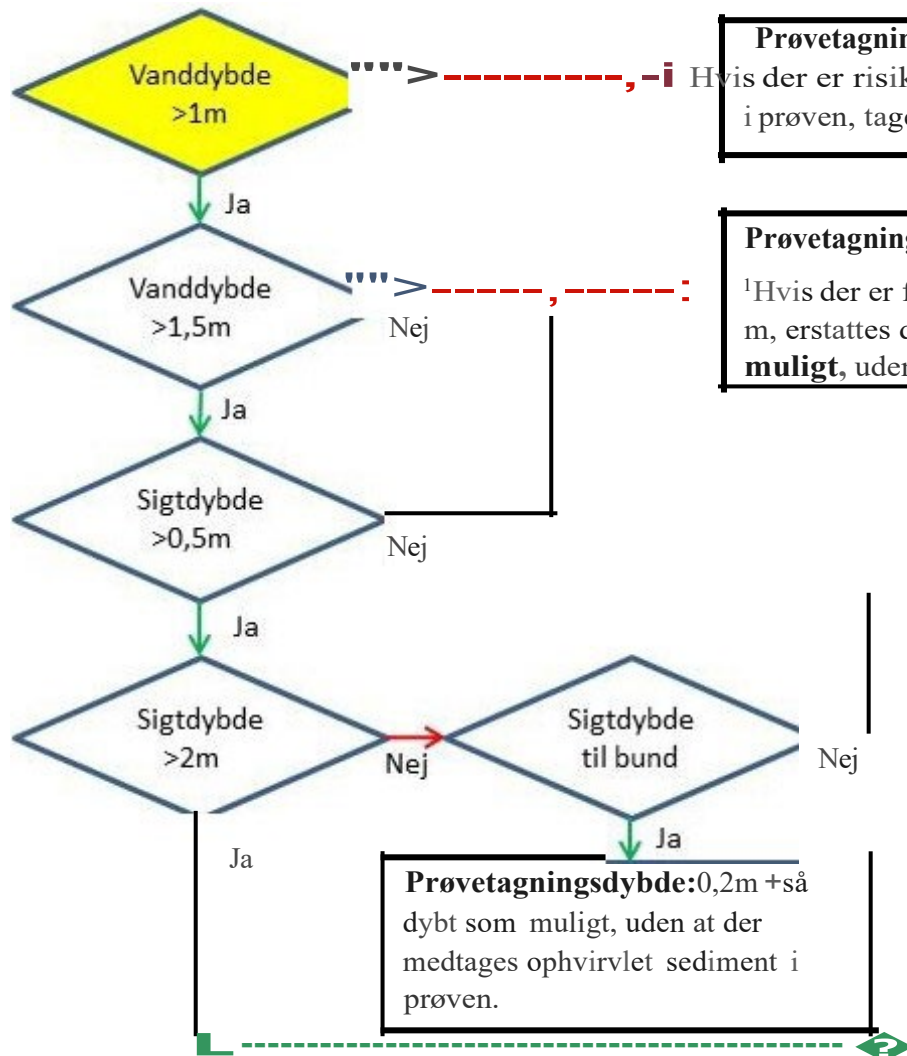 Vanddybde
>1m
Prøvetagnin
Hvis der er risik
i prøven, tage
Ja
Vanddybde
>1,5m
Nej
Prøvetagning
¹Hvis der er f
m, erstattes d
muligt, uden
Ja
Sigtdybde
>0,5m
Nej
Ja
Sigtdybde
>2m
Nej
Sigtdybde
til bund
Nej
Ja
Ja
Prøvetagningsdybde:0,2m +så
dybt som muligt, uden at der
medtages ophvirvlet sediment i
prøven.
?